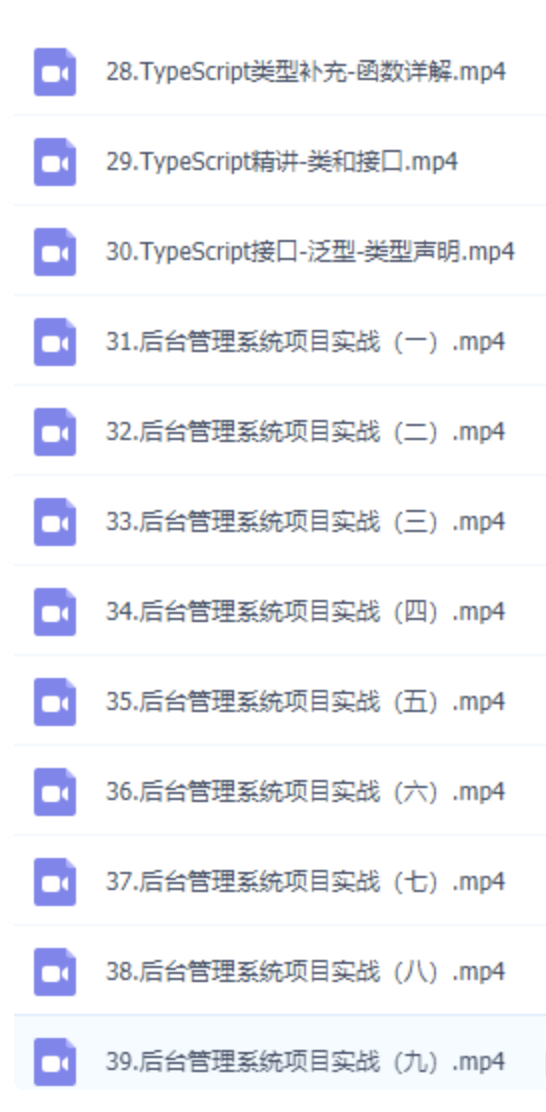 28.TypeScript类型补充-函数详解.mp4
29.TypeScript精讲-类和接口.mp4
30.TypeScript接口-泛型-类型声明.mp4
31.后台管理系统项目实战（一）.mp4
32.后台管理系统项目实战（二）.mp4
33.后台管理系统项目实战（三）.mp4
34.后台管理系统项目实战（四）.mp4
35.后台管理系统项目实战（五）.mp4
36.后台管理系统项目实战（六）.mp4
37.后台管理系统项目实战（七）.mp4
38.后台管理系统项目实战（八）.mp4
39.后台管理系统项目实战（九）.mp4